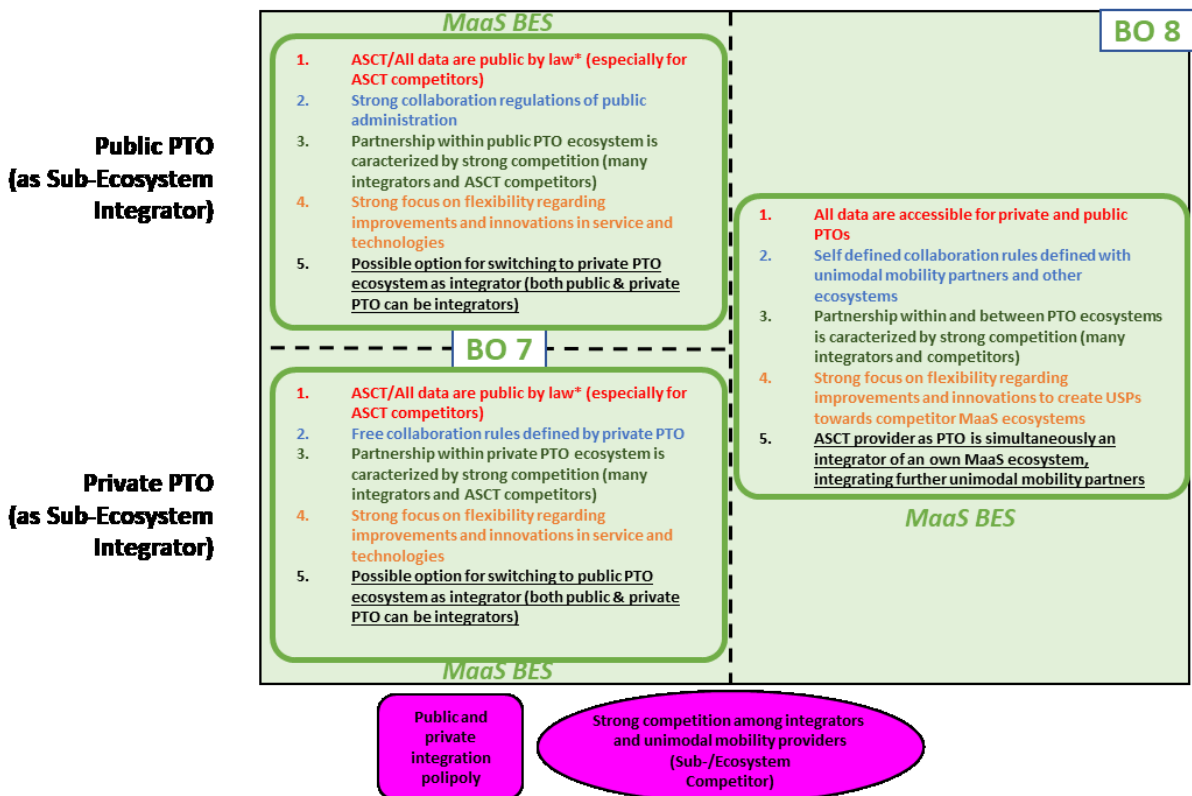 MaaS BES
BO 8
Public PTO
(as Sub-Ecosystem
Integrator)
1. ASCT/All data are public by law* (especially for
ASCT competitors)
2. Strong collaboration regulations of public
administration
3. Partnership within public PTO ecosystem is
caracterized by strong competition (many
integrators and ASCT competitors)
4. Strong focus on flexibility regarding
improvements and innovations in service and
technologies
5. Possible option for switching to private PTO
ecosystem as integrator (both public & private
PTO can be integrators)
BO 7
Private PTO
(as Sub-Ecosystem
Integrator)
1. ASCT/All data are public by law* (especially for
ASCT competitors)
2. Free collaboration rules defined by private PTO
3. Partnership within private PTO ecosystem is
caracterized by strong competition (many
integrators and ASCT competitors)
4. Strong focus on flexibility regarding
improvements and innovations in service and
technologies
5. Possible option for switching to public PTO
ecosystem as integrator (both public & private
PTO can be integrators)
MaaS BES
1. All data are accessible for private and public
PTOs
2. Self defined collaboration rules defined with
unimodal mobility partners and other
ecosystems
3. Partnership within and between PTO ecosystems
is caracterized by strong competition (many
integrators and competitors)
4. Strong focus on flexibility regarding
improvements and innovations to create USPs
towards competitor MaaS ecosystems
5. ASCT provider as PTO is simultaneously an
integrator of an own MaaS ecosystem,
integrating further unimodal mobility partners
MaaS BES
Public and
private
integration
polipoly
Strong competition among integrators
and unimodal mobility providers
(Sub-/Ecosystem
Competitor)